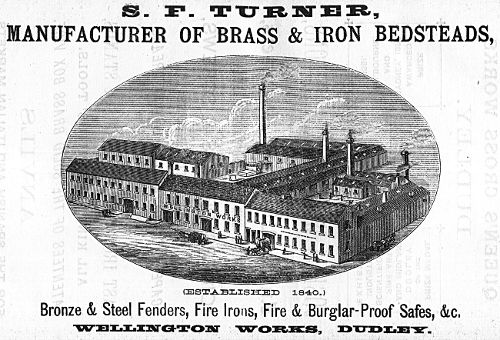 S. F. TURNER,
MANUFACTURER OF BRASS & IRON BEDSTEADS,
WORKS
(ESTABLISHED 1840.)
Bronze & Steel Fenders, Fire Irons, Fire & Burglar-Proof Safes, &c.
WELLINGTON WORKS, DUDLEY.